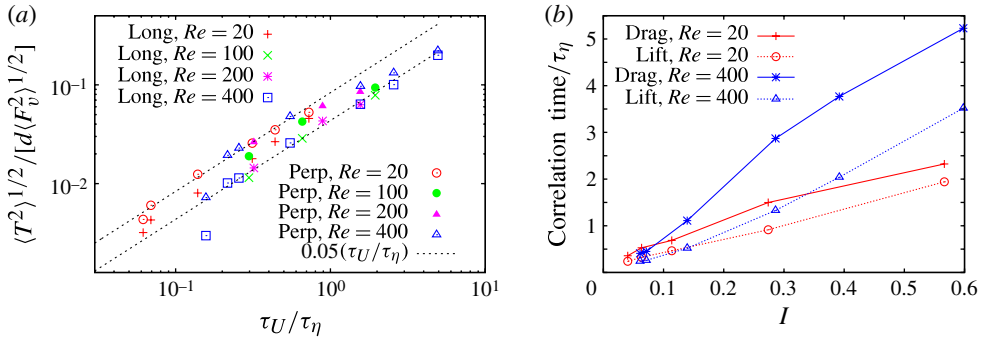 (a)
Long, Re = 20
Long, Re = 100
Long, Re = 200
Long, Re = 400
Perp, Re = 20
Perp, Re = 100
Perp, Re = 200
Perp, Re = 400
0.05(τ_U/τ_η)
10^−1
10^−2
⟨T^2⟩^1/2/[d⟨F_v^2⟩^1/2]
10^−1
10^0
10^1
τ_U/τ_η
(b)
Drag, Re = 20
Lift, Re = 20
Drag, Re = 400
Lift, Re = 400
6
5
4
3
2
1
Correlation time/τ_η
0
0.1
0.2
0.3
0.4
0.5
0.6
I